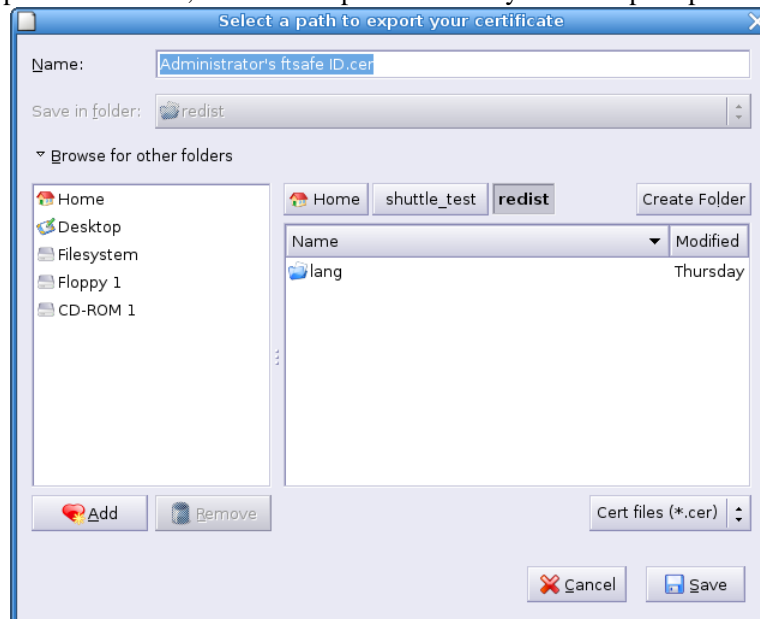 Select a path to export your certificate
Name: Administrator's ftsafe ID.cer
Save in folder: redist
Browse for other folders
Home
Desktop
Filesystem
Floppy 1
CD-ROM 1
Home shuttle_test redist Create Folder
Name Modified
lang Thursday
Add Remove
Cert files (*.cer)
Cancel Save